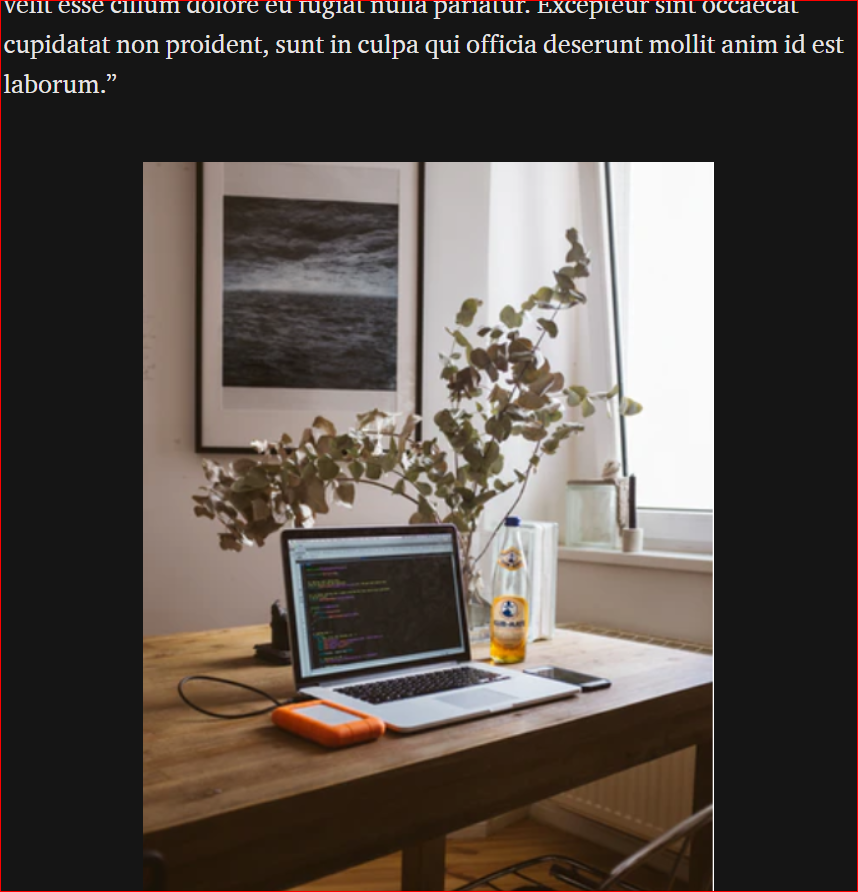 velit esse cillum dolore eu fugiat nulla pariatur. Excepteur sint occaecat
cupidatat non proident, sunt in culpa qui officia deserunt mollit anim id est
laborum.”